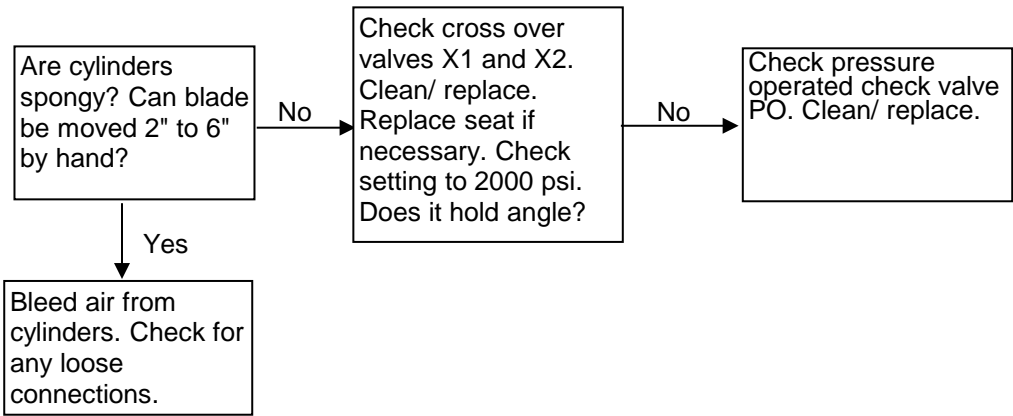 Are cylinders
spongy? Can blade
be moved 2" to 6"
by hand?
No
Check cross over
valves X1 and X2.
Clean/ replace.
Replace seat if
necessary. Check
setting to 2000 psi.
Does it hold angle?
No
Check pressure
operated check valve
PO. Clean/ replace.
Yes
Bleed air from
cylinders. Check for
any loose
connections.